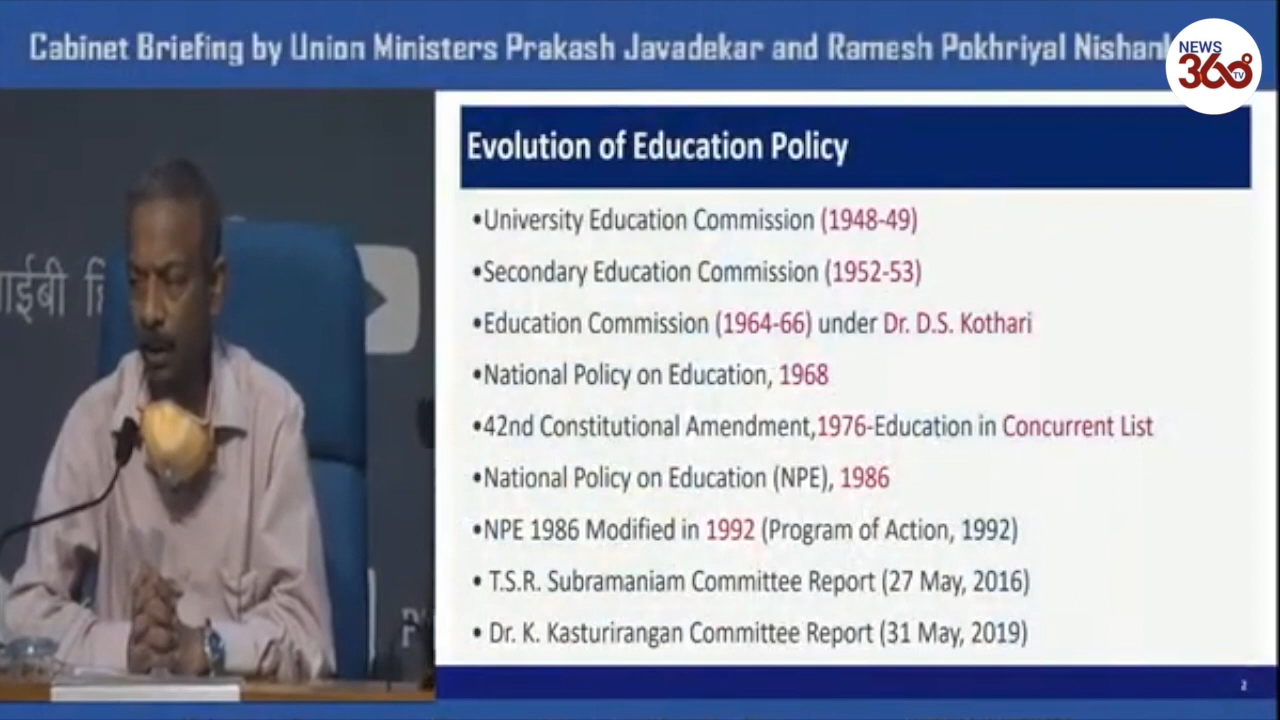 Cabinet Briefing by Union Ministers Prakash Javadekar and Ramesh Pokhriyal Nishank
NEWS
360
TV
Evolution of Education Policy
•University Education Commission (1948-49)
•Secondary Education Commission (1952-53)
•Education Commission (1964-66) under Dr. D.S. Kothari
•National Policy on Education, 1968
•42nd Constitutional Amendment,1976-Education in Concurrent List
•National Policy on Education (NPE), 1986
•NPE 1986 Modified in 1992 (Program of Action, 1992)
• T.S.R. Subramaniam Committee Report (27 May, 2016)
• Dr. K. Kasturirangan Committee Report (31 May, 2019)
2